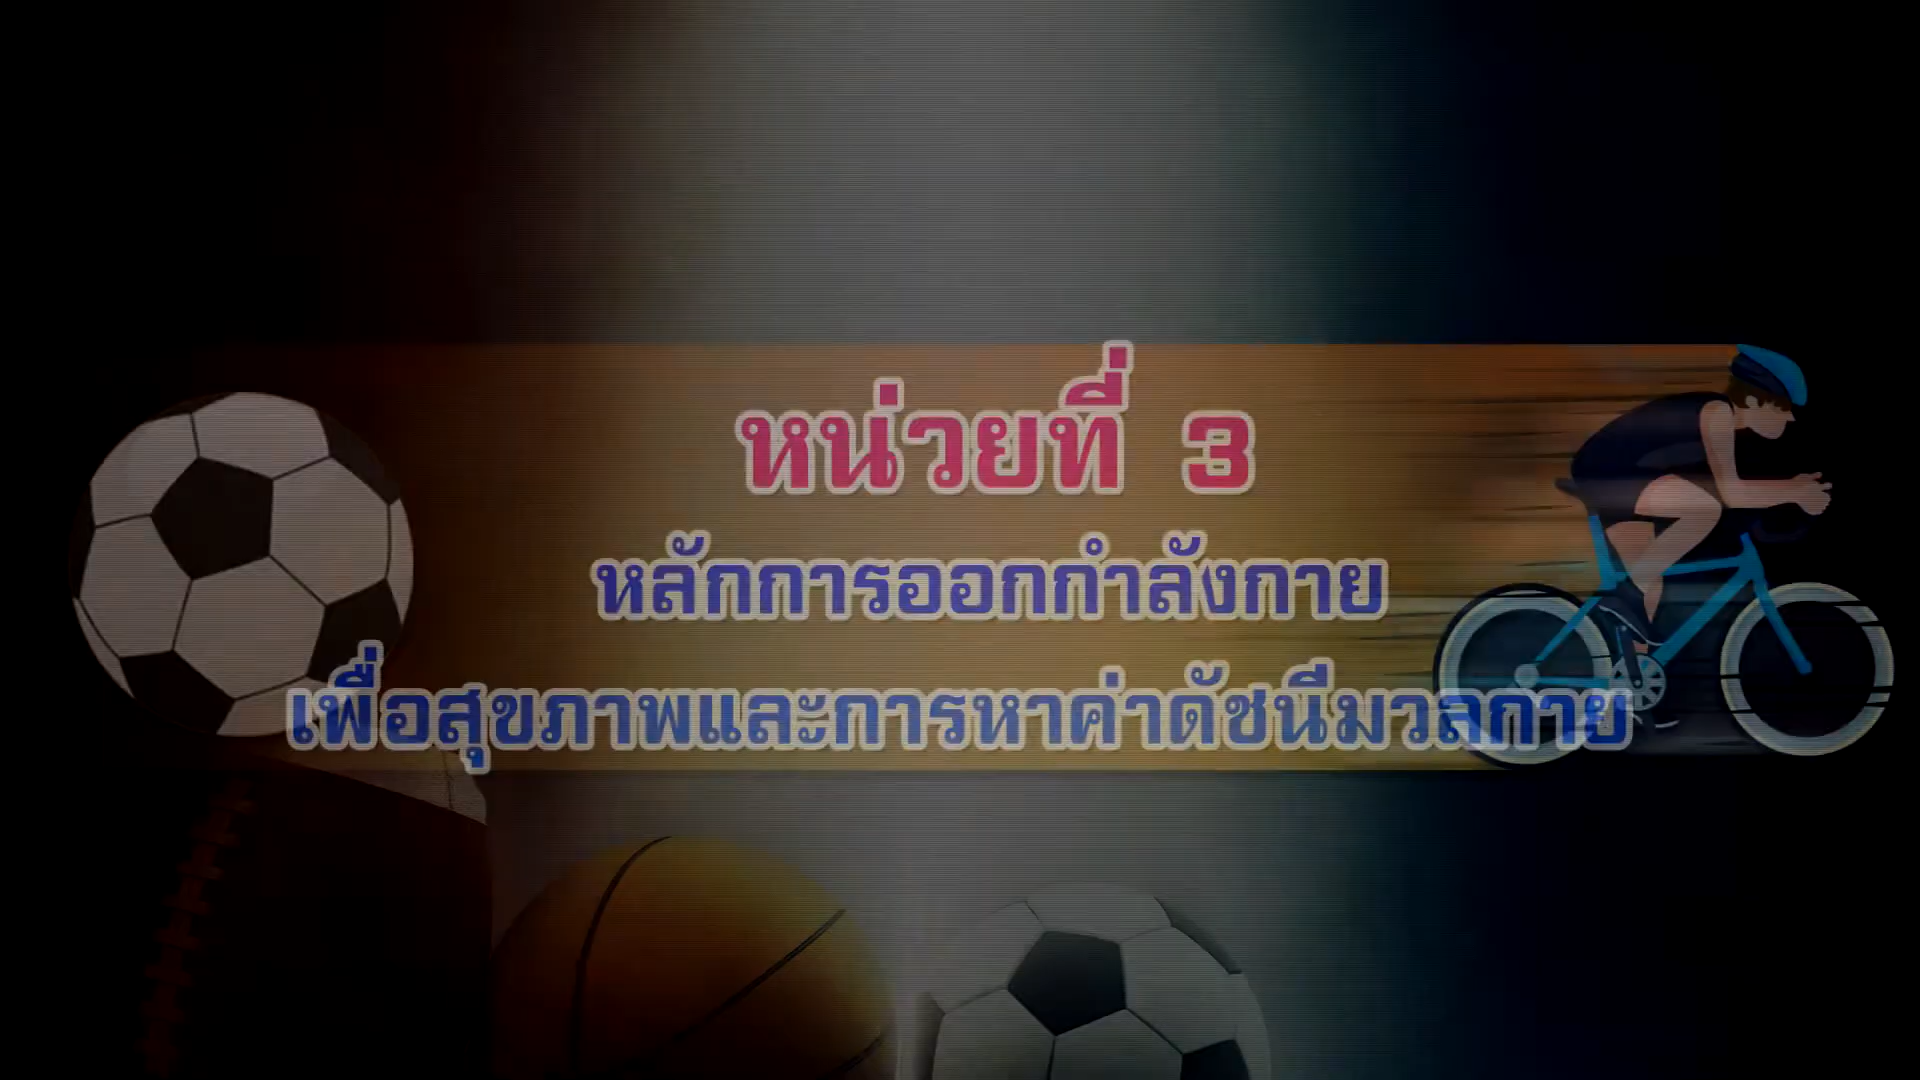 หน่วยที่ 3
หลักการออกกำลังกาย
เพื่อสุขภาพและการหาค่าดัชนีมวลกาย